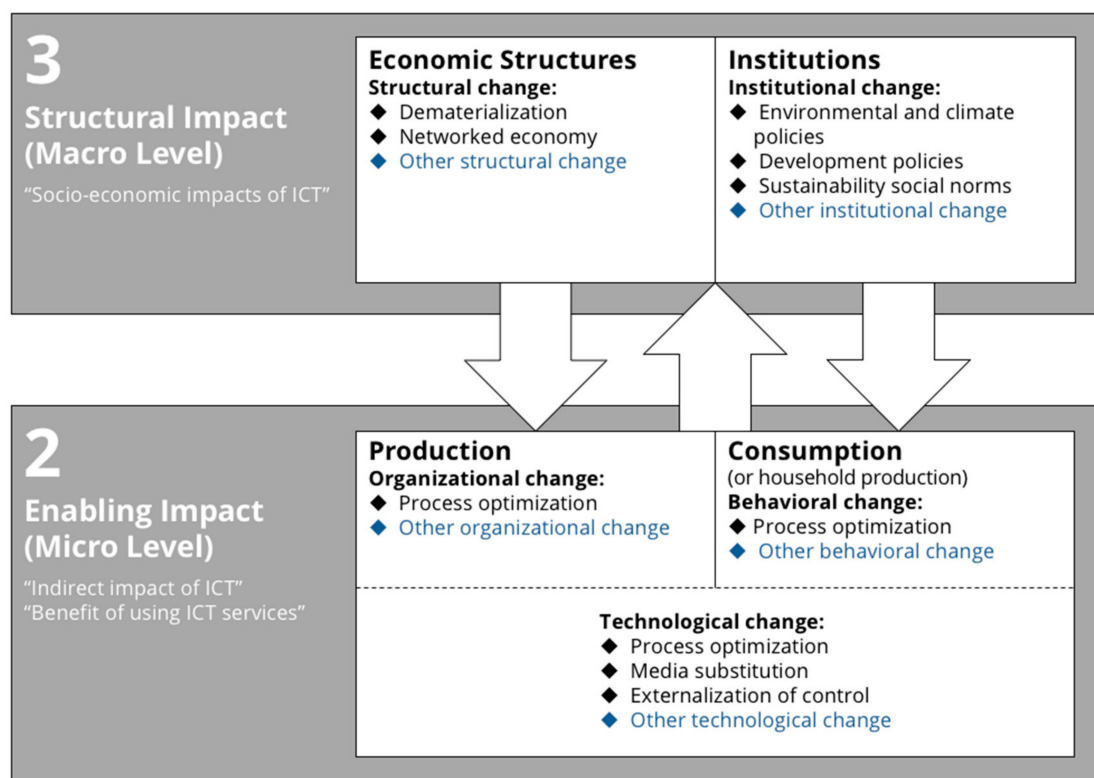 3
Structural Impact
(Macro Level)
“Socio-economic impacts of ICT”
Economic Structures
Structural change:
◆ Dematerialization
◆ Networked economy
◆ Other structural change
Institutions
Institutional change:
◆ Environmental and climate
policies
◆ Development policies
◆ Sustainability social norms
◆ Other institutional change
2
Enabling Impact
(Micro Level)
“Indirect impact of ICT”
“Benefit of using ICT services”
Production
Organizational change:
◆ Process optimization
◆ Other organizational change
Consumption
(or household production)
Behavioral change:
◆ Process optimization
◆ Other behavioral change
Technological change:
◆ Process optimization
◆ Media substitution
◆ Externalization of control
◆ Other technological change